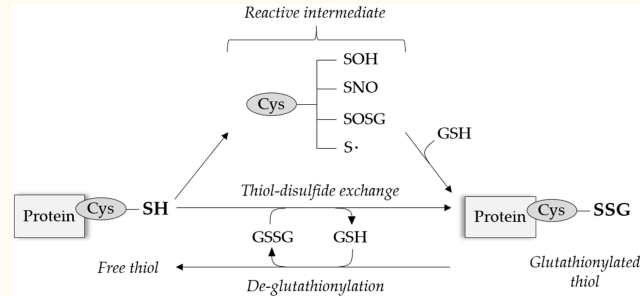 Reactive intermediate
SOH
Cys
SNO
SOSG
S·
GSH
Thiol-disulfide exchange
Protein Cys SH
Protein Cys SSG
GSSG GSH
Free thiol
Glutathionylated
thiol
De-glutathionylation